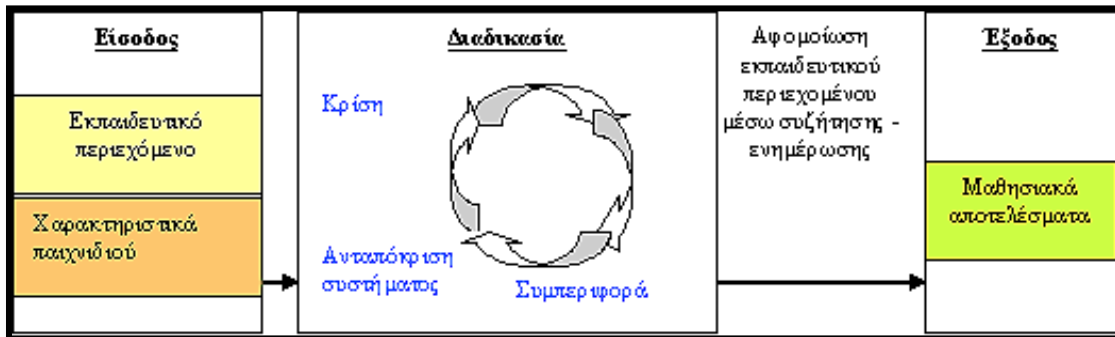 Είσοδος
Εκπαιδευτικό
περιεχόμενο
Χαρακτηριστικά
παιχνιδιού
Διαδικασία
Κρίση
Ανταπόκριση
συστήματος
Συμπεριφορά
Αφομοίωση
εκπαιδευτικού
περιεχομένου
μέσω συζήτησης -
ενημέρωσης
Έξοδος
Μαθησιακά
αποτελέσματα